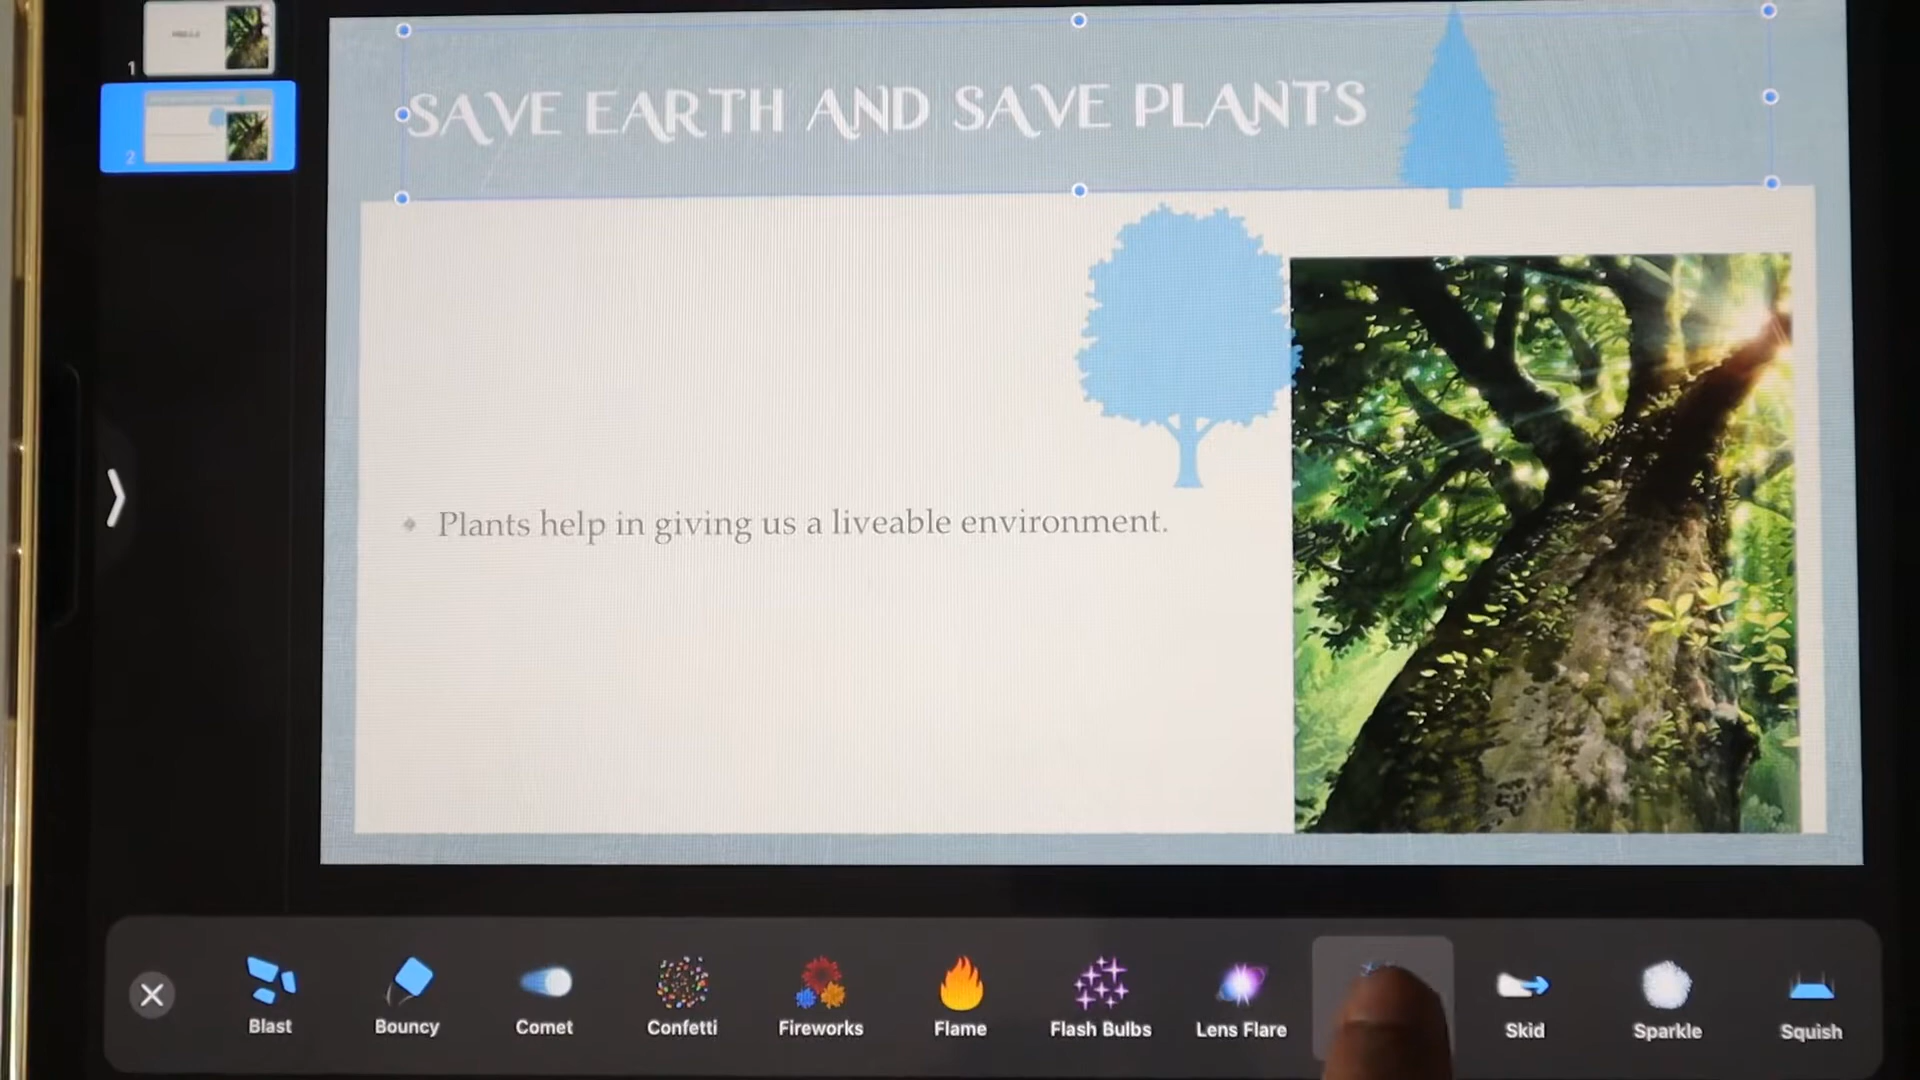 1
2
SAVE EARTH AND SAVE PLANTS
Plants help in giving us a liveable environment.
Blast
Bouncy
Comet
Confetti
Fireworks
Flame
Flash Bulbs
Lens Flare
Skid
Sparkle
Squish